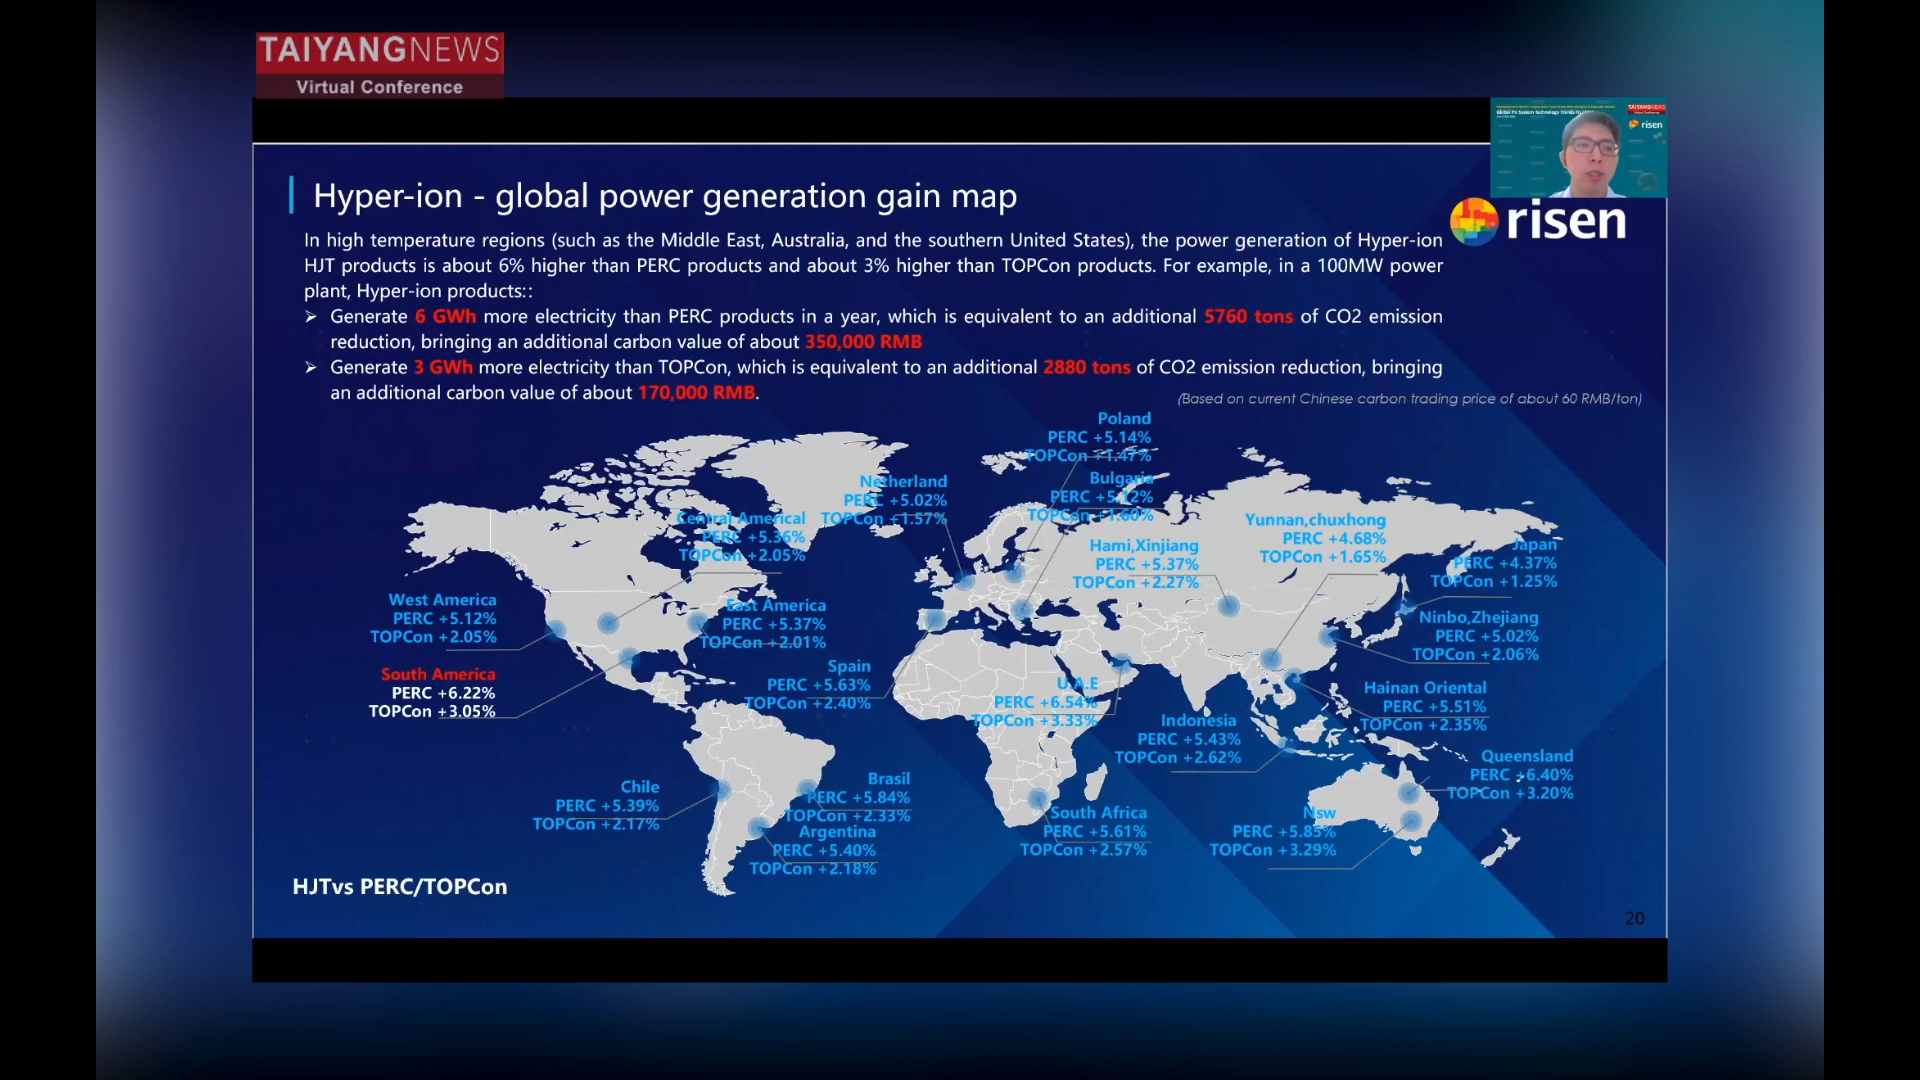 TAIYANGNEWS
Virtual Conference
TAIYANGNEWS
risen
Hyper-ion - global power generation gain map
risen
In high temperature regions (such as the Middle East, Australia, and the southern United States), the power generation of Hyper-ion
HJT products is about 6% higher than PERC products and about 3% higher than TOPCon products. For example, in a 100MW power
plant, Hyper-ion products::
➢ Generate 6 GWh more electricity than PERC products in a year, which is equivalent to an additional 5760 tons of CO2 emission
reduction, bringing an additional carbon value of about 350,000 RMB
➢ Generate 3 GWh more electricity than TOPCon, which is equivalent to an additional 2880 tons of CO2 emission reduction, bringing
an additional carbon value of about 170,000 RMB.
(Based on current Chinese carbon trading price of about 60 RMB/ton)
Poland
PERC +5.14%
TOPCon +1.47%
Netherland
PERC +5.02%
TOPCon +1.57%
Bulgaria
PERC +5.12%
TOPCon +1.60%
Central Americal
PERC +5.36%
TOPCon +2.05%
Yunnan,chuxhong
PERC +4.68%
TOPCon +1.65%
Hami,Xinjiang
PERC +5.37%
TOPCon +2.27%
Japan
PERC +4.37%
TOPCon +1.25%
West America
PERC +5.12%
TOPCon +2.05%
East America
PERC +5.37%
TOPCon +2.01%
Ninbo,Zhejiang
PERC +5.02%
TOPCon +2.06%
South America
PERC +6.22%
TOPCon +3.05%
Spain
PERC +5.63%
TOPCon +2.40%
U.A.E
PERC +6.54%
TOPCon +3.33%
Hainan Oriental
PERC +5.51%
TOPCon +2.35%
Indonesia
PERC +5.43%
TOPCon +2.62%
Queensland
PERC +6.40%
TOPCon +3.20%
Chile
PERC +5.39%
TOPCon +2.17%
Brasil
PERC +5.84%
TOPCon +2.33%
Argentina
PERC +5.40%
TOPCon +2.18%
South Africa
PERC +5.61%
TOPCon +2.57%
Nsw
PERC +5.85%
TOPCon +3.29%
HJTvs PERC/TOPCon
20